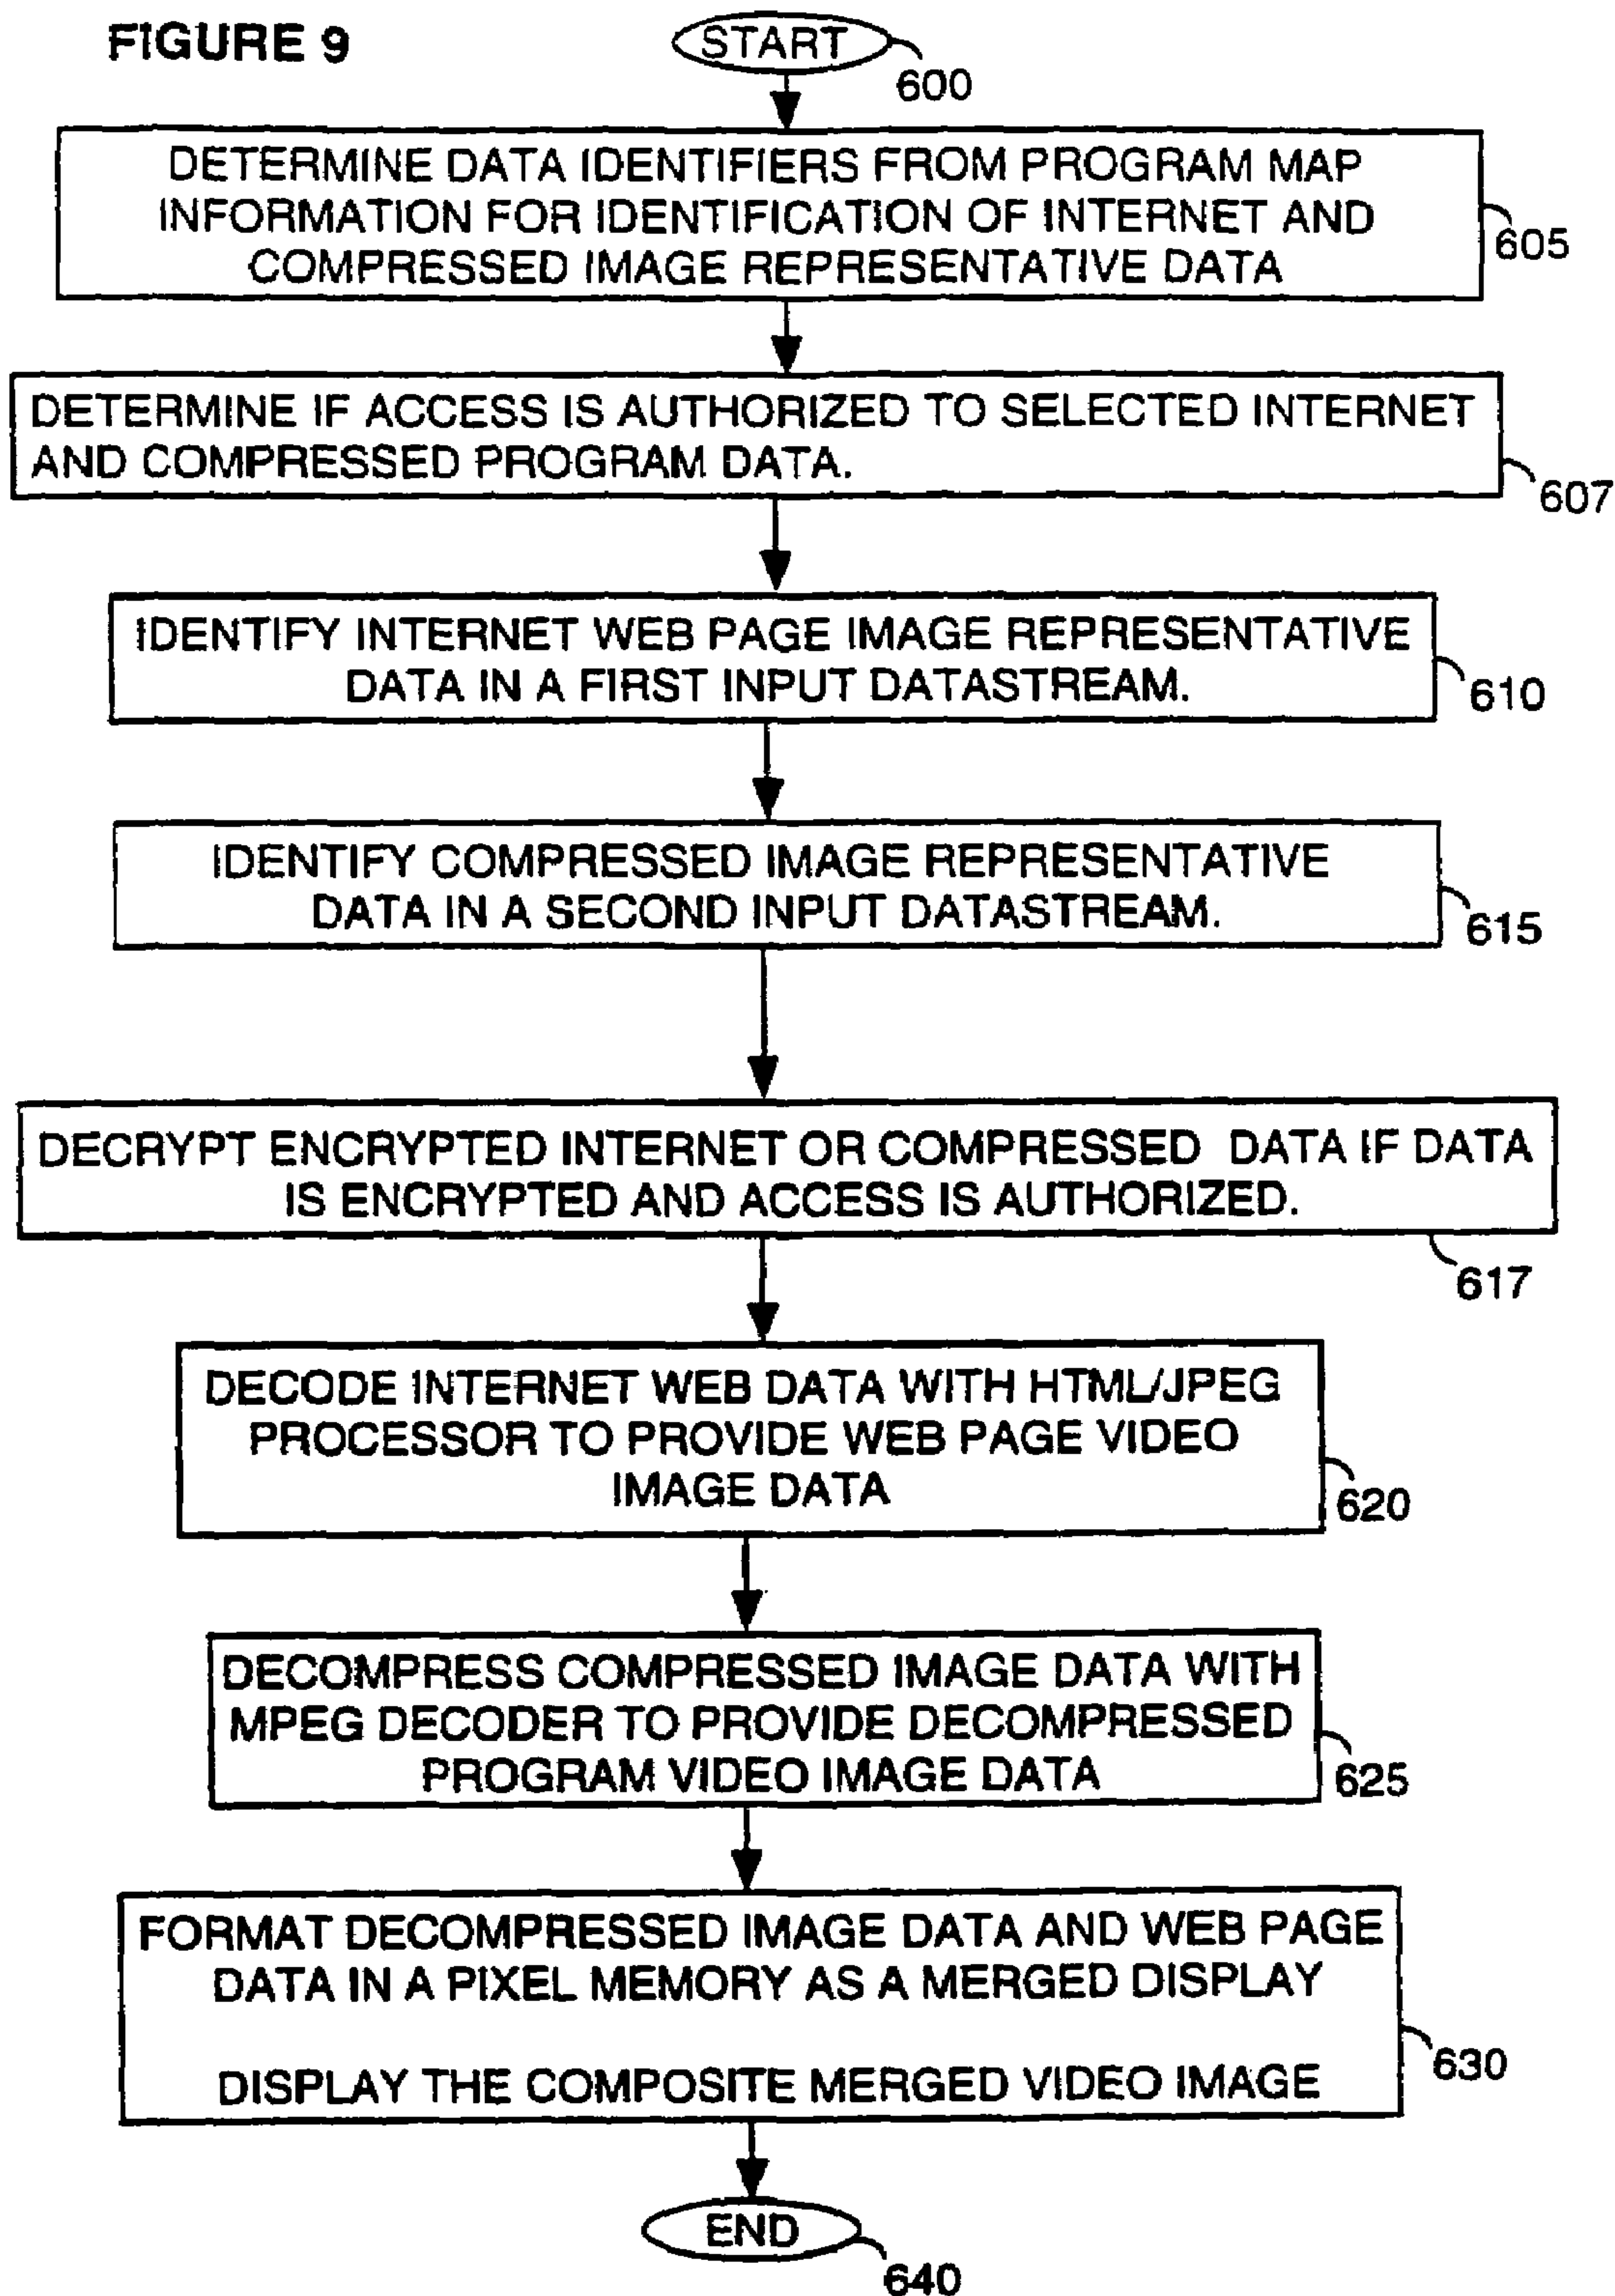 FIGURE 9
START
600
DETERMINE DATA IDENTIFIERS FROM PROGRAM MAP
INFORMATION FOR IDENTIFICATION OF INTERNET AND
COMPRESSED IMAGE REPRESENTATIVE DATA
605
DETERMINE IF ACCESS IS AUTHORIZED TO SELECTED INTERNET
AND COMPRESSED PROGRAM DATA.
607
IDENTIFY INTERNET WEB PAGE IMAGE REPRESENTATIVE
DATA IN A FIRST INPUT DATASTREAM.
610
IDENTIFY COMPRESSED IMAGE REPRESENTATIVE
DATA IN A SECOND INPUT DATASTREAM.
615
DECRYPT ENCRYPTED INTERNET OR COMPRESSED DATA IF DATA
IS ENCRYPTED AND ACCESS IS AUTHORIZED.
617
DECODE INTERNET WEB DATA WITH HTML/JPEG
PROCESSOR TO PROVIDE WEB PAGE VIDEO
IMAGE DATA
620
DECOMPRESS COMPRESSED IMAGE DATA WITH
MPEG DECODER TO PROVIDE DECOMPRESSED
PROGRAM VIDEO IMAGE DATA
625
FORMAT DECOMPRESSED IMAGE DATA AND WEB PAGE
DATA IN A PIXEL MEMORY AS A MERGED DISPLAY
DISPLAY THE COMPOSITE MERGED VIDEO IMAGE
630
END
640